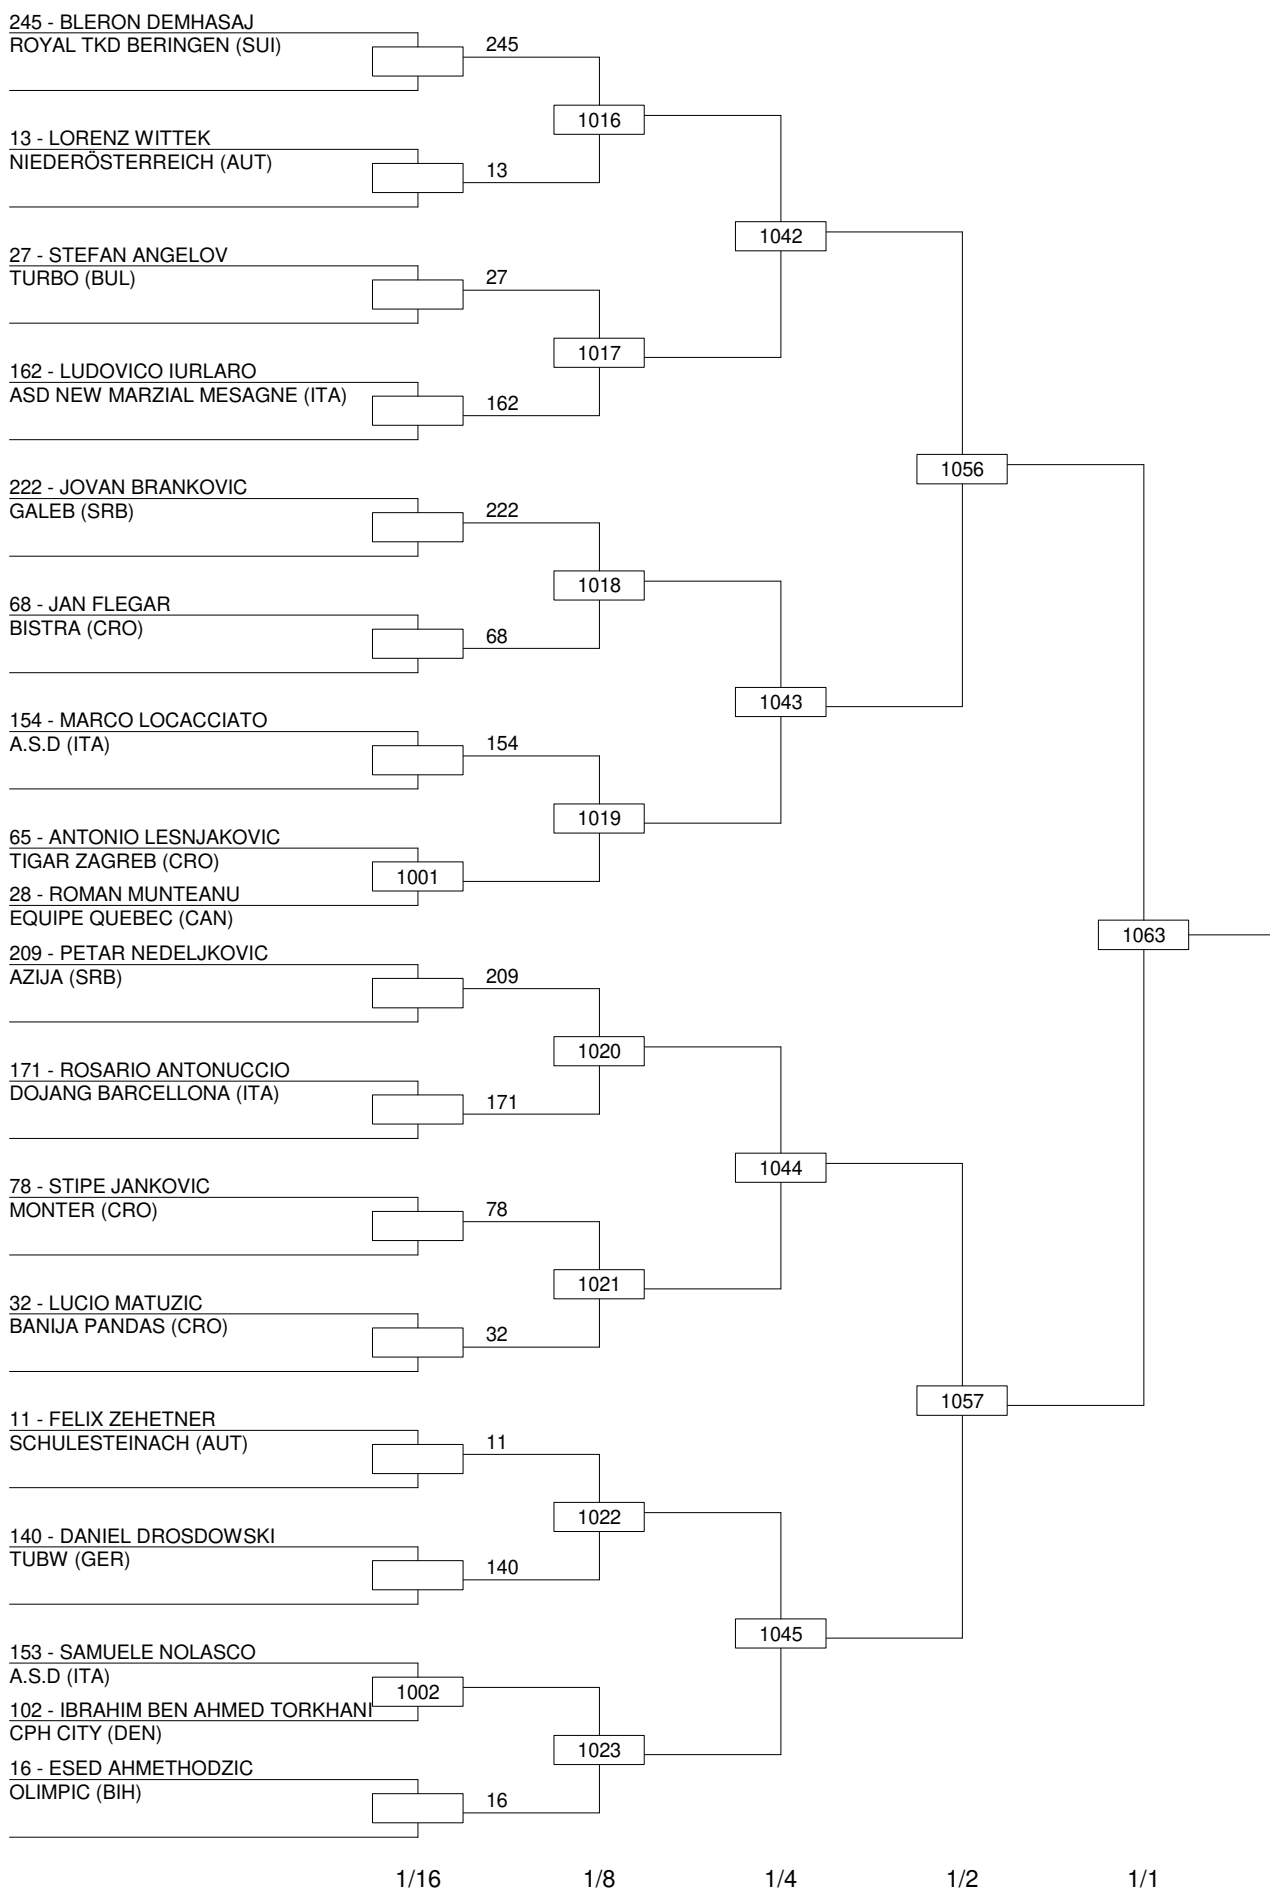 245 - BLERON DEMHASAJ
ROYAL TKD BERINGEN (SUI)
245
1016
13 - LORENZ WITTEK
NIEDERÖSTERREICH (AUT)
13
1042
27 - STEFAN ANGELOV
TURBO (BUL)
27
1017
162 - LUDOVICO IURLARO
ASD NEW MARZIAL MESAGNE (ITA)
162
1056
222 - JOVAN BRANKOVIC
GALEB (SRB)
222
1018
68 - JAN FLEGAR
BISTRA (CRO)
68
1043
154 - MARCO LOCACCIATO
A.S.D (ITA)
154
1019
65 - ANTONIO LESNJAKOVIC
TIGAR ZAGREB (CRO)
1001
28 - ROMAN MUNTEANU
EQUIPE QUEBEC (CAN)
1063
209 - PETAR NEDELJKOVIC
AZIJA (SRB)
209
1020
171 - ROSARIO ANTONUCCIO
DOJANG BARCELLONA (ITA)
171
1044
78 - STIPE JANKOVIC
MONTER (CRO)
78
1021
32 - LUCIO MATUZIC
BANIJA PANDAS (CRO)
32
1057
11 - FELIX ZEHETNER
SCHULESTEINACH (AUT)
11
1022
140 - DANIEL DROSDOWSKI
TUBW (GER)
140
1045
153 - SAMUELE NOLASCO
A.S.D (ITA)
1002
102 - IBRAHIM BEN AHMED TORKHANI
CPH CITY (DEN)
1023
16 - ESED AHMETHODZIC
OLIMPIC (BIH)
16
1/16 1/8 1/4 1/2 1/1